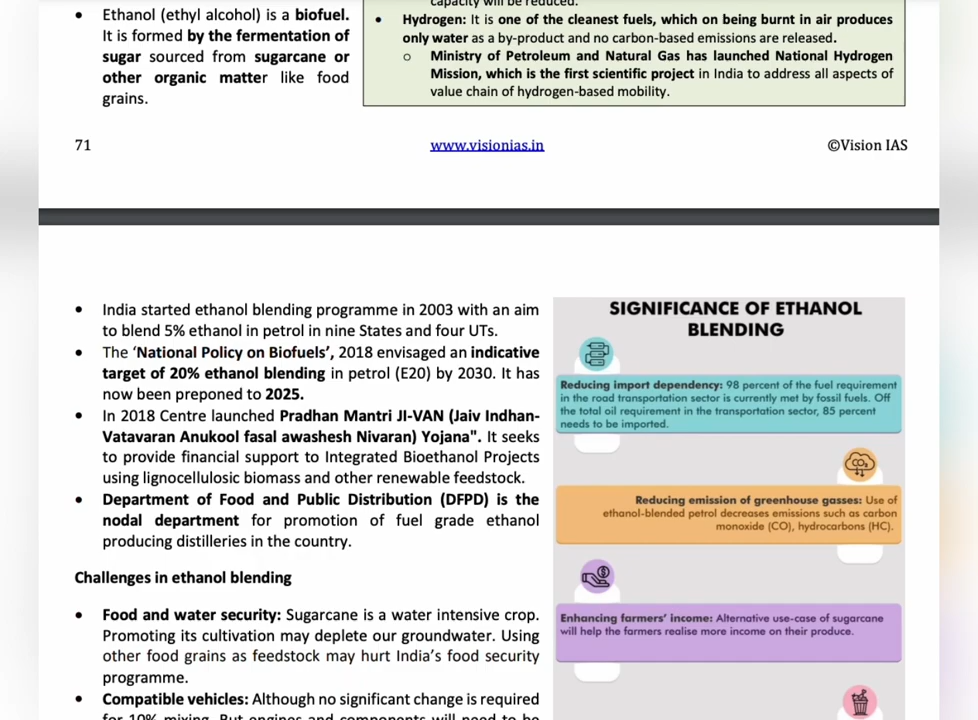 • Ethanol (ethyl alcohol) is a biofuel.
It is formed by the fermentation of
sugar sourced from sugarcane or
other organic matter like food
grains.
capacity will be reduced.
• Hydrogen: It is one of the cleanest fuels, which on being burnt in air produces
only water as a by-product and no carbon-based emissions are released.
o Ministry of Petroleum and Natural Gas has launched National Hydrogen
Mission, which is the first scientific project in India to address all aspects of
value chain of hydrogen-based mobility.
71
www.visionias.in
©Vision IAS
• India started ethanol blending programme in 2003 with an aim
to blend 5% ethanol in petrol in nine States and four UTs.
• The ‘National Policy on Biofuels’, 2018 envisaged an indicative
target of 20% ethanol blending in petrol (E20) by 2030. It has
now been preponed to 2025.
• In 2018 Centre launched Pradhan Mantri JI-VAN (Jaiv Indhan-
Vatavaran Anukool fasal awashesh Nivaran) Yojana". It seeks
to provide financial support to Integrated Bioethanol Projects
using lignocellulosic biomass and other renewable feedstock.
• Department of Food and Public Distribution (DFPD) is the
nodal department for promotion of fuel grade ethanol
producing distilleries in the country.
Challenges in ethanol blending
• Food and water security: Sugarcane is a water intensive crop.
Promoting its cultivation may deplete our groundwater. Using
other food grains as feedstock may hurt India’s food security
programme.
• Compatible vehicles: Although no significant change is required
for 10% mixing. But engines and components will need to be
SIGNIFICANCE OF ETHANOL
BLENDING
Reducing import dependency: 98 percent of the fuel requirement
in the road transportation sector is currently met by fossil fuels. Off
the total oil requirement in the transportation sector, 85 percent
needs to be imported.
CO₂
Reducing emission of greenhouse gasses: Use of
ethanol-blended petrol decreases emissions such as carbon
monoxide (CO), hydrocarbons (HC).
Enhancing farmers’ income: Alternative use-case of sugarcane
will help the farmers realise more income on their produce.